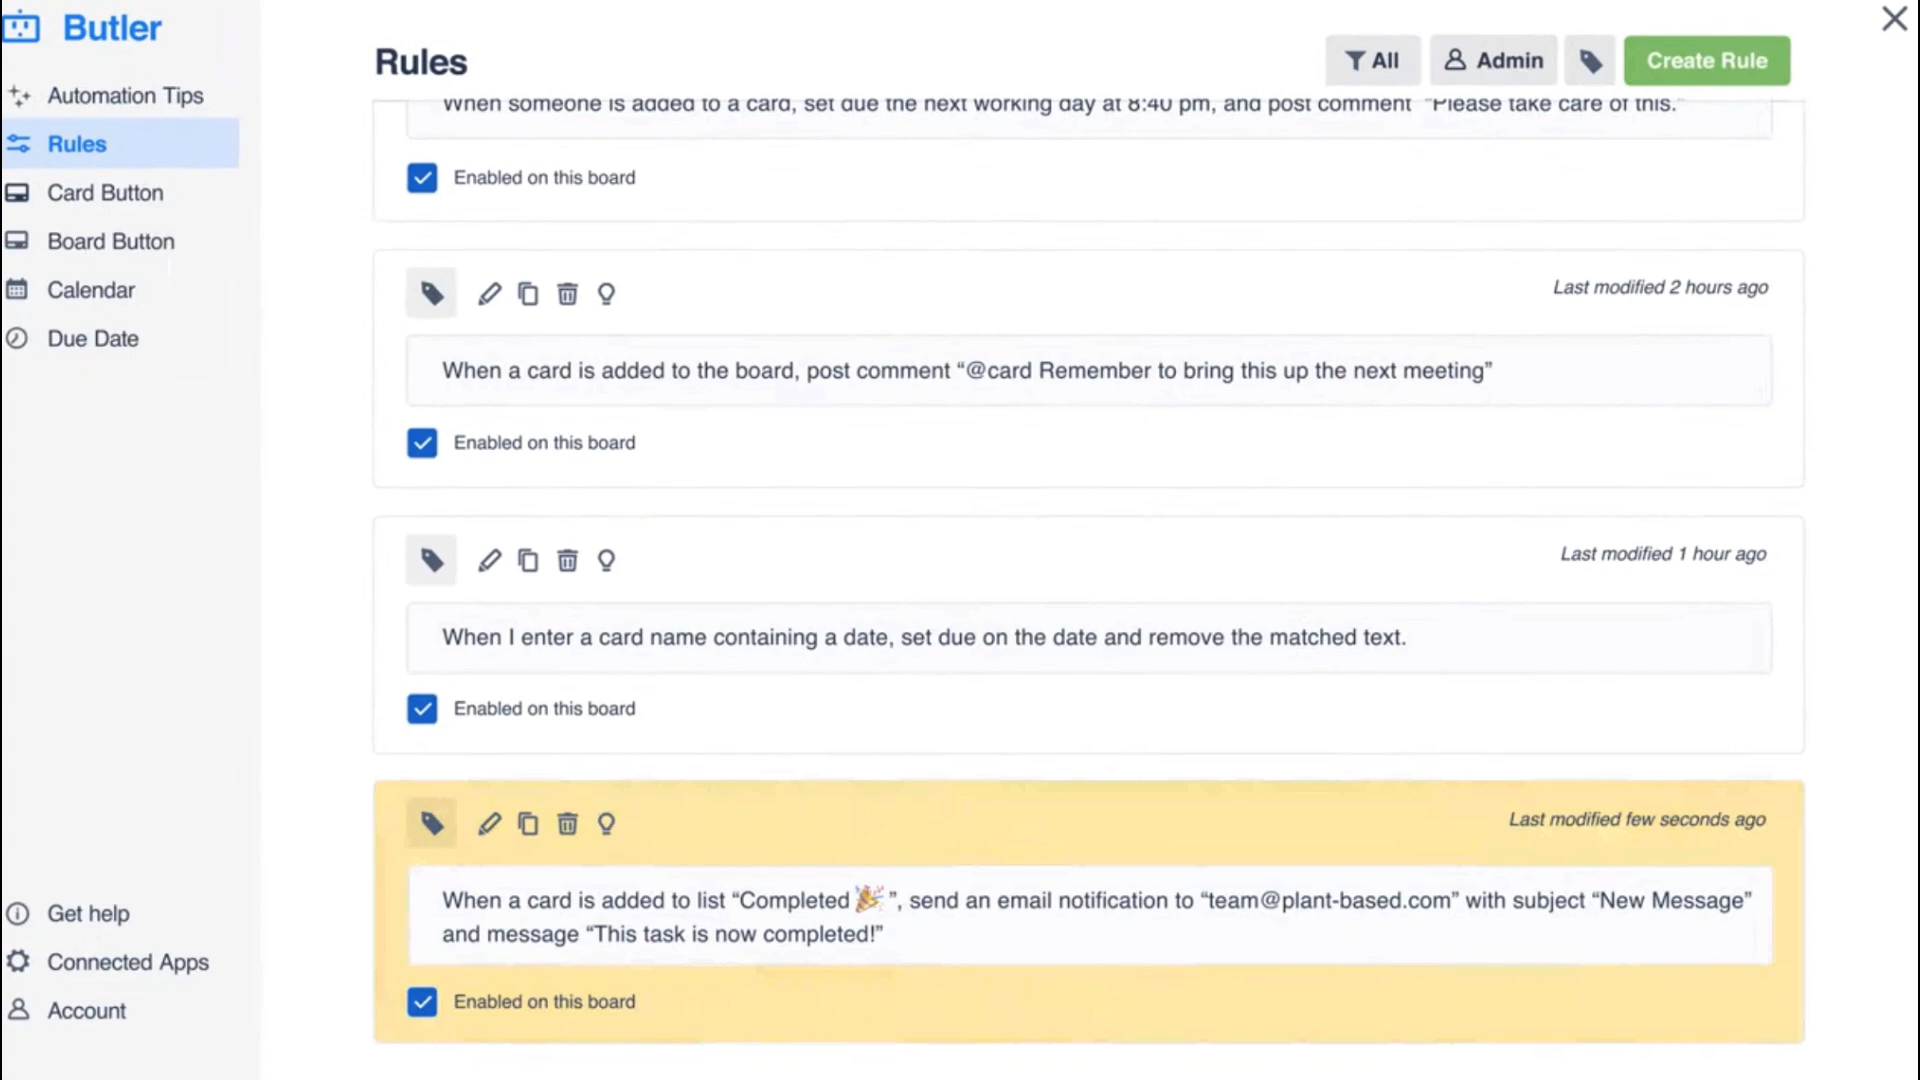 Butler
Automation Tips
Rules
Card Button
Board Button
Calendar
Due Date
Get help
Connected Apps
Account
Rules
All
Admin
Create Rule
When someone is added to a card, set due the next working day at 8:40 pm, and post comment “Please take care of this.”
Enabled on this board
Last modified 2 hours ago
When a card is added to the board, post comment “@card Remember to bring this up the next meeting”
Enabled on this board
Last modified 1 hour ago
When I enter a card name containing a date, set due on the date and remove the matched text.
Enabled on this board
Last modified few seconds ago
When a card is added to list “Completed 🎉”, send an email notification to “team@plant-based.com” with subject “New Message”
and message “This task is now completed!”
Enabled on this board